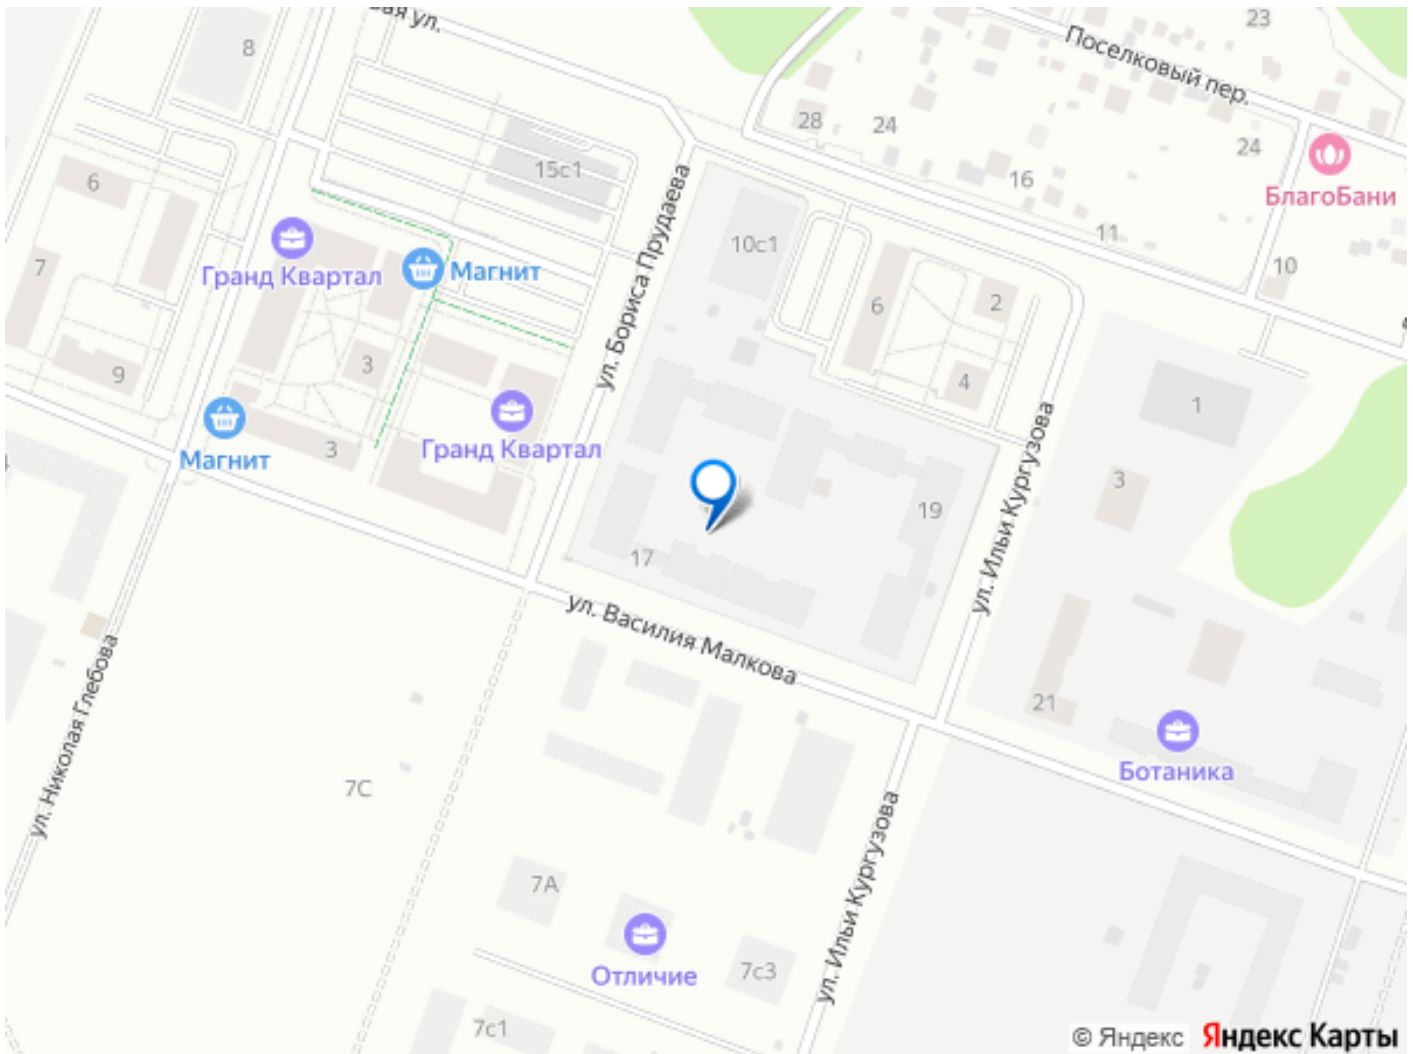 вая ул.
23
8
Поселковый пер.
28
24
24
15с1
6
16
БлагоБани
ул. Бориса Прудаева
11
10с1
Гранд Квартал
Магнит
7
10
6
2
3
9
4
1
ул. Ильи Кургузова
Гранд Квартал
3
Магнит
3
19
17
ул. Василия Малкова
ул. Николая Глебова
21
Ботаника
7С
ул. Ильи Кургузова
7А
Отличие
7с3
7с1
© Яндекс Яндекс Карты